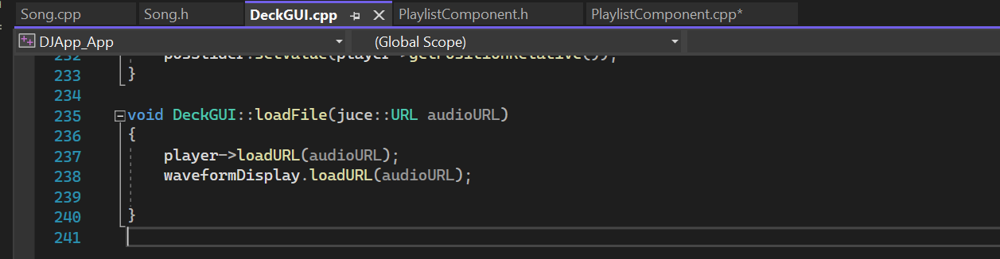 Song.cpp Song.h DeckGUI.cpp PlaylistComponent.h PlaylistComponent.cpp*
DJApp_App (Global Scope)
232 posSlider.setValue(player->getPositionRelative());
233 }
234
235 void DeckGUI::loadFile(juce::URL audioURL)
236 {
237 player->loadURL(audioURL);
238 waveformDisplay.loadURL(audioURL);
239
240 }
241